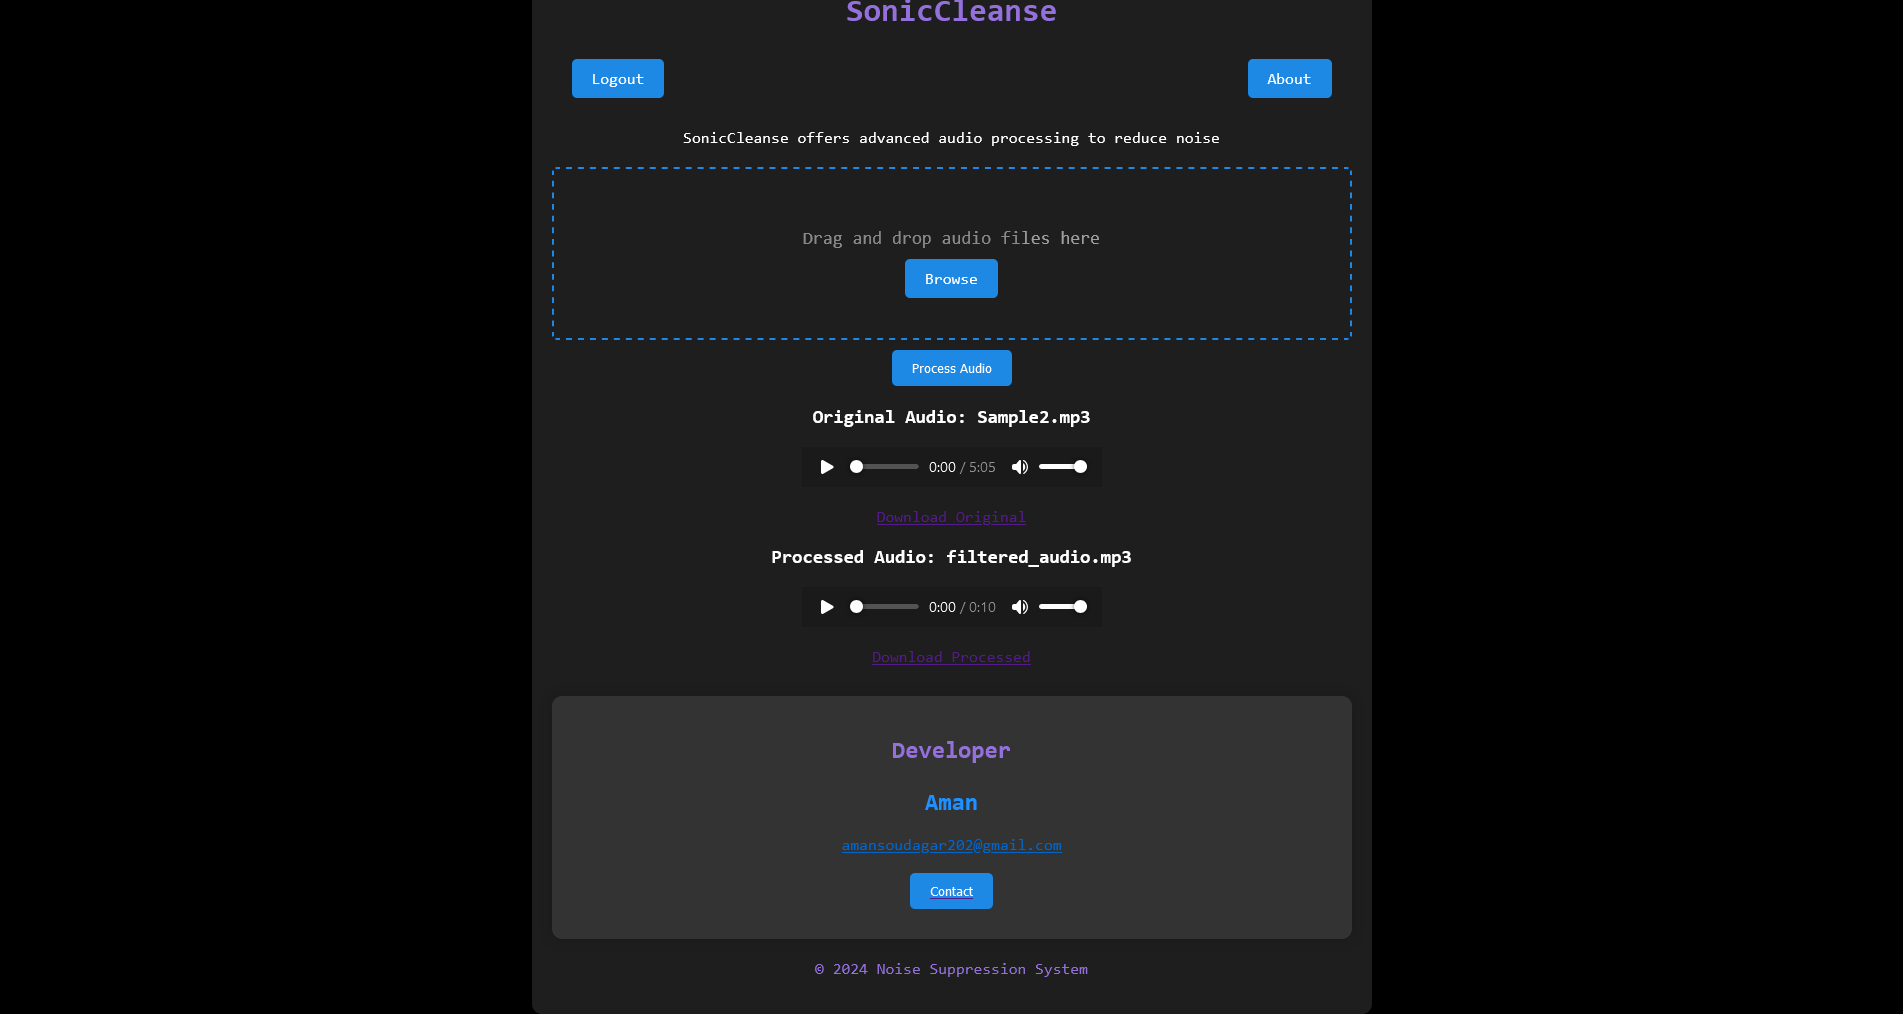 SonicCleanse
Logout
About
SonicCleanse offers advanced audio processing to reduce noise
Drag and drop audio files here
Browse
Process Audio
Original Audio: Sample2.mp3
0:00 / 5:05
Download Original
Processed Audio: filtered_audio.mp3
0:00 / 0:10
Download Processed
Developer
Aman
amansoudagar202@gmail.com
Contact
© 2024 Noise Suppression System